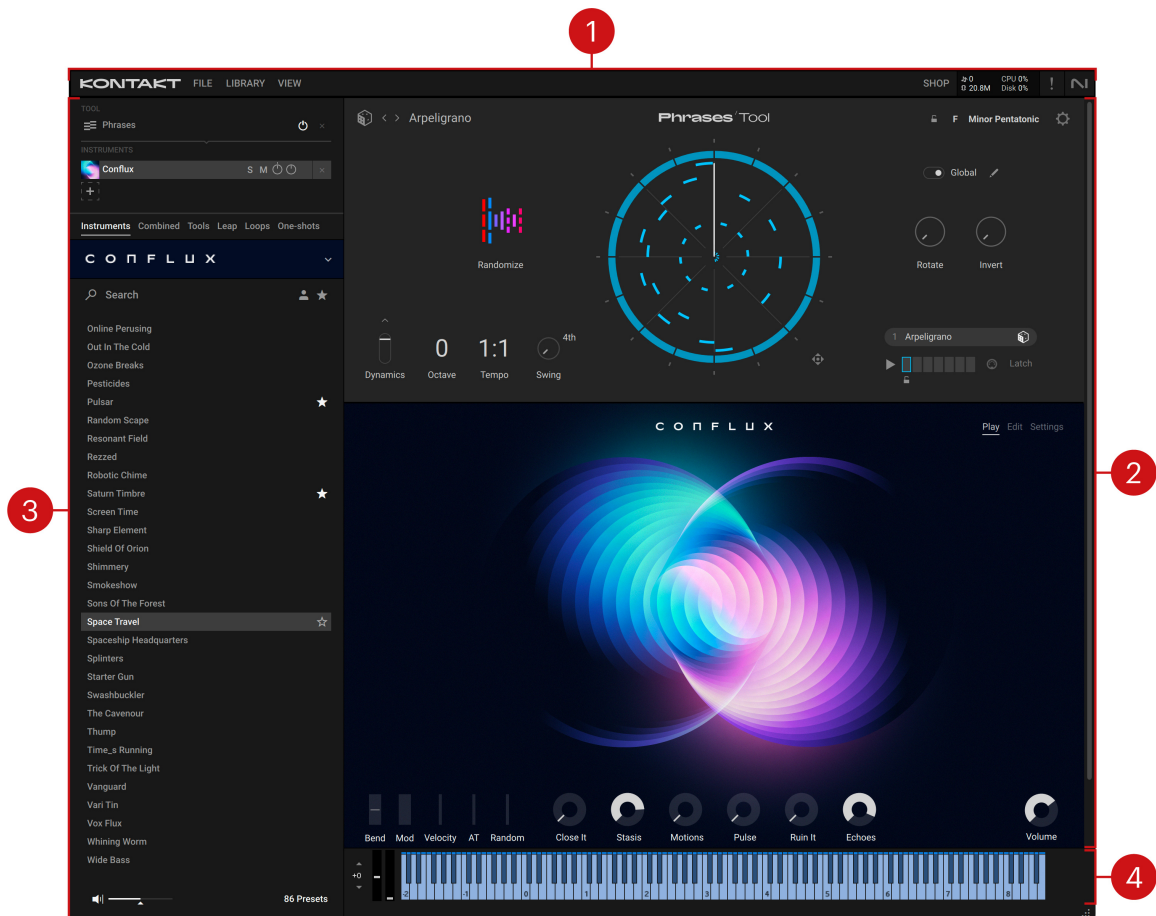 1
KONTAKT FILE LIBRARY VIEW
SHOP
0 CPU 0%
20.8M Disk 0%
!
TOOL
Phrases
INSTRUMENTS
Conflux S M
Instruments Combined Tools Leap Loops One-shots
CONFLUX
Search
Online Perusing
Out In The Cold
Ozone Breaks
Pesticides
Pulsar
Random Scape
Resonant Field
Rezzed
Robotic Chime
Saturn Timbre
Screen Time
Sharp Element
Shield Of Orion
Shimmery
Smokeshow
Sons Of The Forest
Space Travel
Spaceship Headquarters
Splinters
Starter Gun
Swashbuckler
The Cavenour
Thump
Time_s Running
Trick Of The Light
Vanguard
Vari Tin
Vox Flux
Whining Worm
Wide Bass
86 Presets
3
Arpeligrano
Phrases Tool
F Minor Pentatonic
Global
Randomize
Rotate Invert
0 1:1 4th
Dynamics Octave Tempo Swing
1 Arpeligrano
Latch
CONFLUX
Play Edit Settings
2
Bend Mod Velocity AT Random Close It Stasis Motions Pulse Ruin It Echoes Volume
+0
-2 -1 0 1 2 3 4 5 6 7 8
4